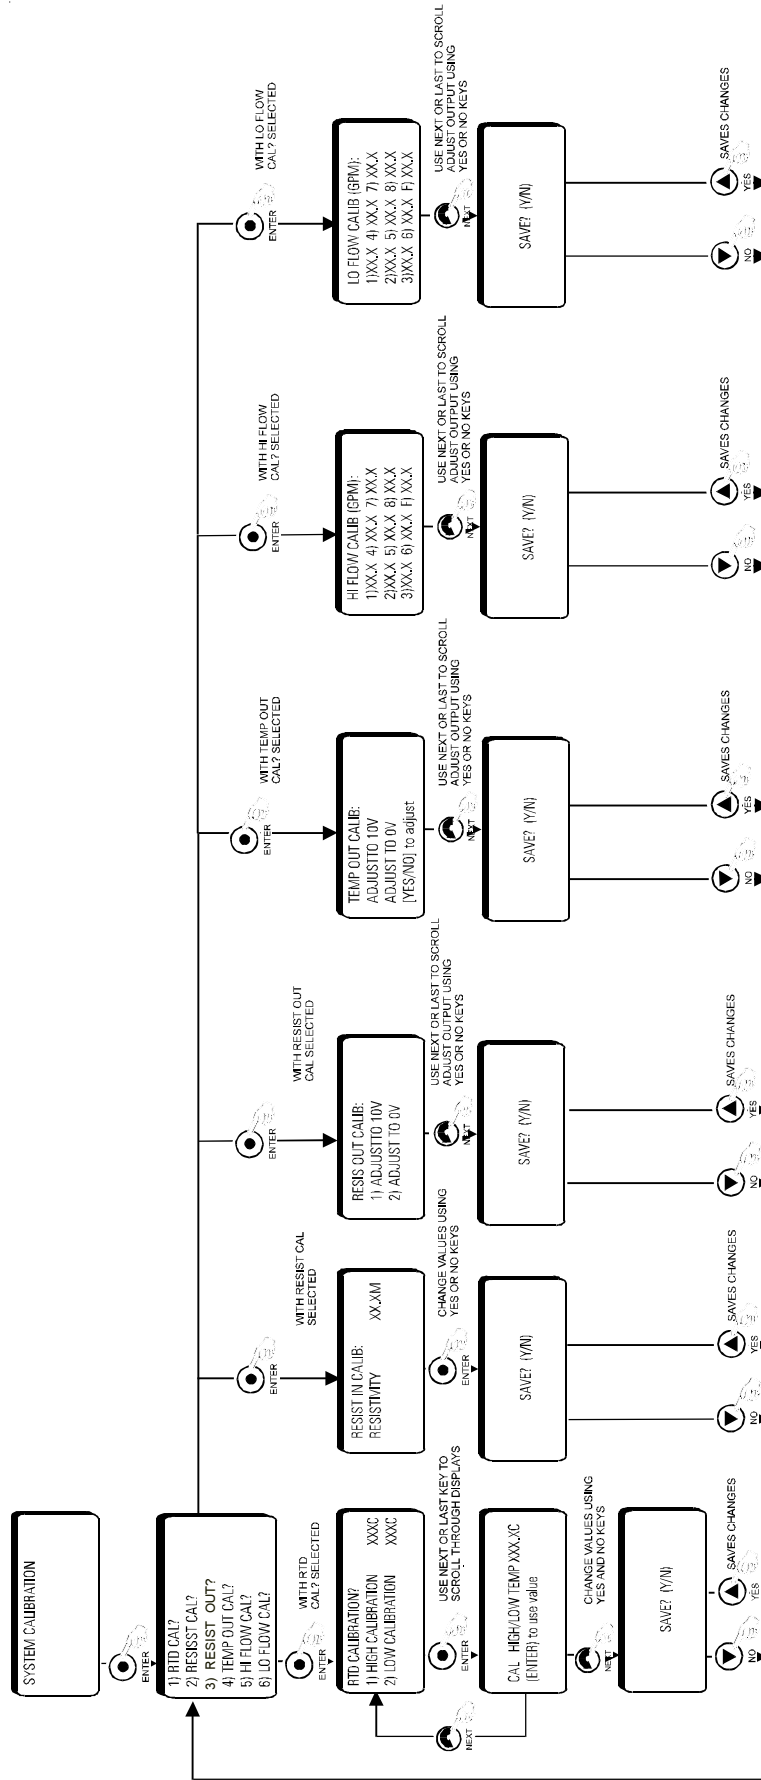 SYSTEM CALIBRATION
ENTER
1) RTD CAL?
2) RESISST CAL?
3) RESIST OUT?
4) TEMP OUT CAL?
5) HI FLOW CAL?
6) LO FLOW CAL?
WITH RTD
CAL? SELECTED
ENTER
RTD CALIBRATION?
1) HIGH CALIBRATION XXXC
2) LOW CALIBRATION XXXC
USE NEXT OR LAST KEY TO
SCROLL THROUGH DISPLAYS
ENTER
NEXT
CAL HIGH/LOW TEMP XXX.XC
(ENTER) to use value
CHANGE VALUES USING
YES AND NO KEYS
NEXT
SAVE? (Y/N)
SAVES CHANGES
NO
YES
WITH RESIST CAL
SELECTED
ENTER
RESIST IN CALIB:
RESISTIVITY XX.XM
CHANGE VALUES USING
YES OR NO KEYS
ENTER
SAVE? (Y/N)
SAVES CHANGES
NO
YES
WITH RESIST OUT
CAL SELECTED
ENTER
RESIS OUT CALIB:
1) ADJUSTTO 10V
2) ADJUST TO 0V
USE NEXT OR LAST TO SCROLL
ADJUST OUTPUT USING
YES OR NO KEYS
NEXT
SAVE? (Y/N)
SAVES CHANGES
NO
YES
WITH TEMP OUT
CAL? SELECTED
ENTER
TEMP OUT CALIB:
ADJUSTTO 10V
ADJUST TO 0V
[YES/NO] to adjust
USE NEXT OR LAST TO SCROLL
ADJUST OUTPUT USING
YES OR NO KEYS
NEXT
SAVE? (Y/N)
SAVES CHANGES
NO
YES
WITH HI FLOW
CAL? SELECTED
ENTER
HI FLOW CALIB (GPM):
1)XX.X 4) XX.X 7) XX.X
2)XX.X 5) XX.X 8) XX.X
3)XX.X 6) XX.X F) XX.X
USE NEXT OR LAST TO SCROLL
ADJUST OUTPUT USING
YES OR NO KEYS
NEXT
SAVE? (Y/N)
SAVES CHANGES
NO
YES
WITH LO FLOW
CAL? SELECTED
ENTER
LO FLOW CALIB (GPM):
1)XX.X 4) XX.X 7) XX.X
2)XX.X 5) XX.X 8) XX.X
3)XX.X 6) XX.X F) XX.X
USE NEXT OR LAST TO SCROLL
ADJUST OUTPUT USING
YES OR NO KEYS
NEXT
SAVE? (Y/N)
SAVES CHANGES
NO
YES